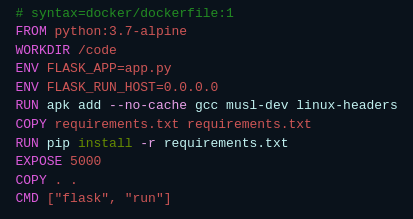 # syntax=docker/dockerfile:1
FROM python:3.7-alpine
WORKDIR /code
ENV FLASK_APP=app.py
ENV FLASK_RUN_HOST=0.0.0.0
RUN apk add --no-cache gcc musl-dev linux-headers
COPY requirements.txt requirements.txt
RUN pip install -r requirements.txt
EXPOSE 5000
COPY . .
CMD ["flask", "run"]